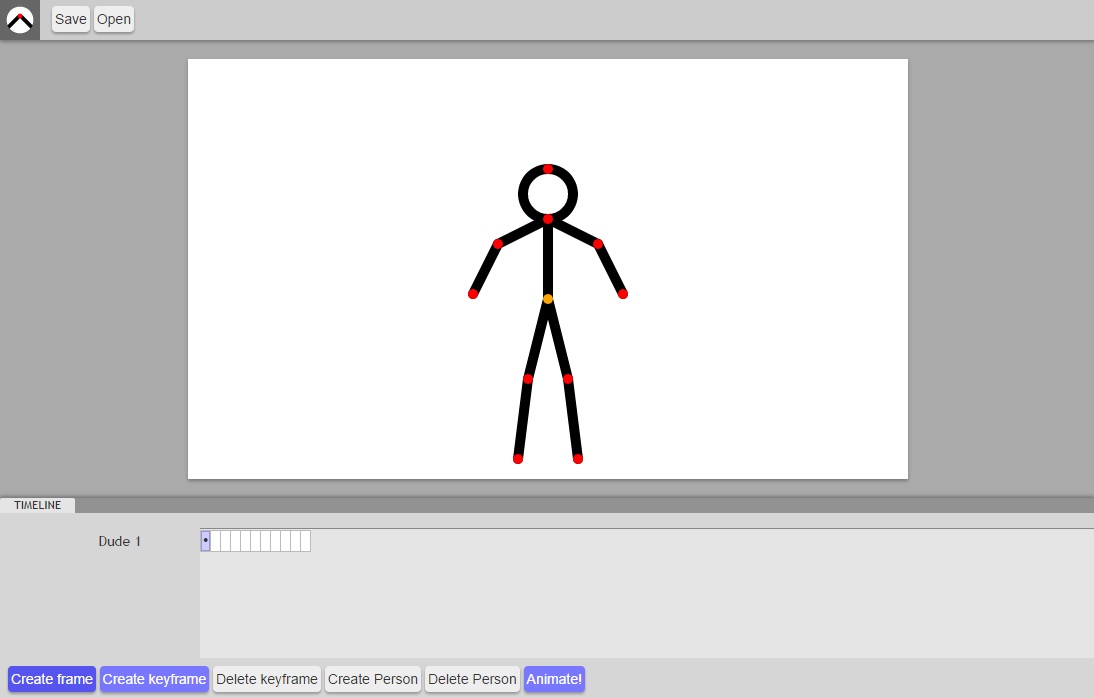 Save Open
TIMELINE
Dude 1
Create frame Create keyframe Delete keyframe Create Person Delete Person Animate!